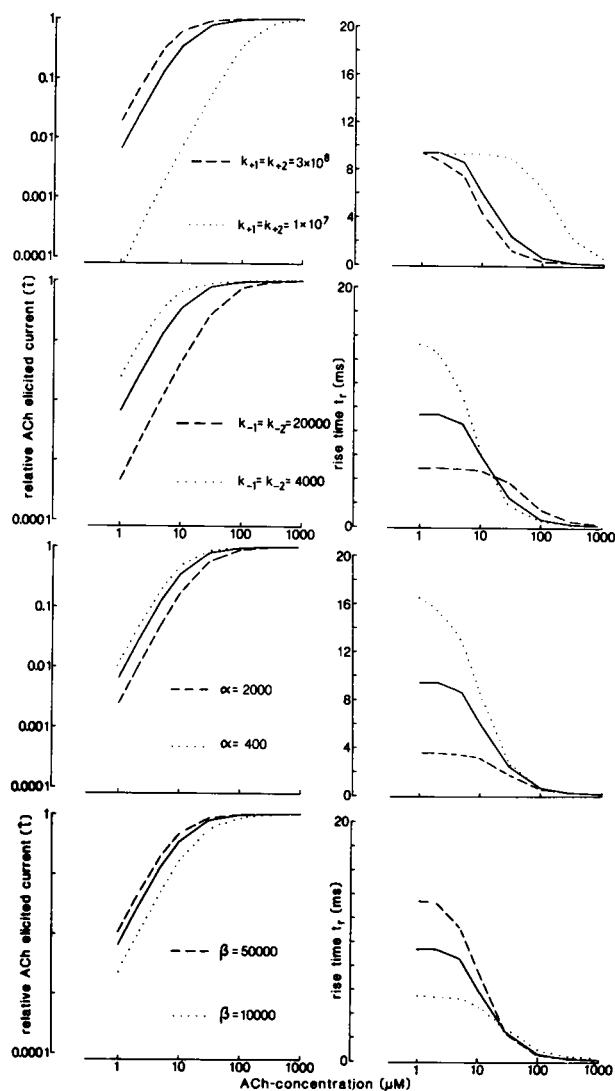 1
0.1
0.01
0.001
0.0001
k+1=k+2=3×10⁸
k+1=k+2=1×10⁷
20
16
12
8
4
0
1
0.0001
k-1=k-2=20000
k-1=k-2=4000
1 10 100 1000
20
0
1 10 100 1000
relative ACh elicited current (ī)
rise time tr (ms)
1
0.1
0.01
0.001
0.0001
α=2000
α=400
20
16
12
8
4
0
1
0.0001
β=50000
β=10000
1 10 100 1000
20
0
1 10 100 1000
relative ACh elicited current (ī)
rise time tr (ms)
ACh-concentration (µM)